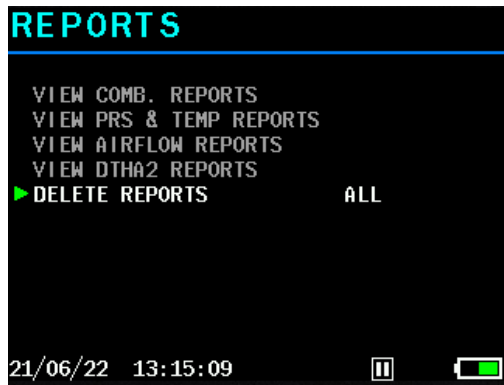 REPORTS
VIEW COMB. REPORTS
VIEW PRS & TEMP REPORTS
VIEW AIRFLOW REPORTS
VIEW DTHA2 REPORTS
DELETE REPORTS ALL
21/06/22 13:15:09